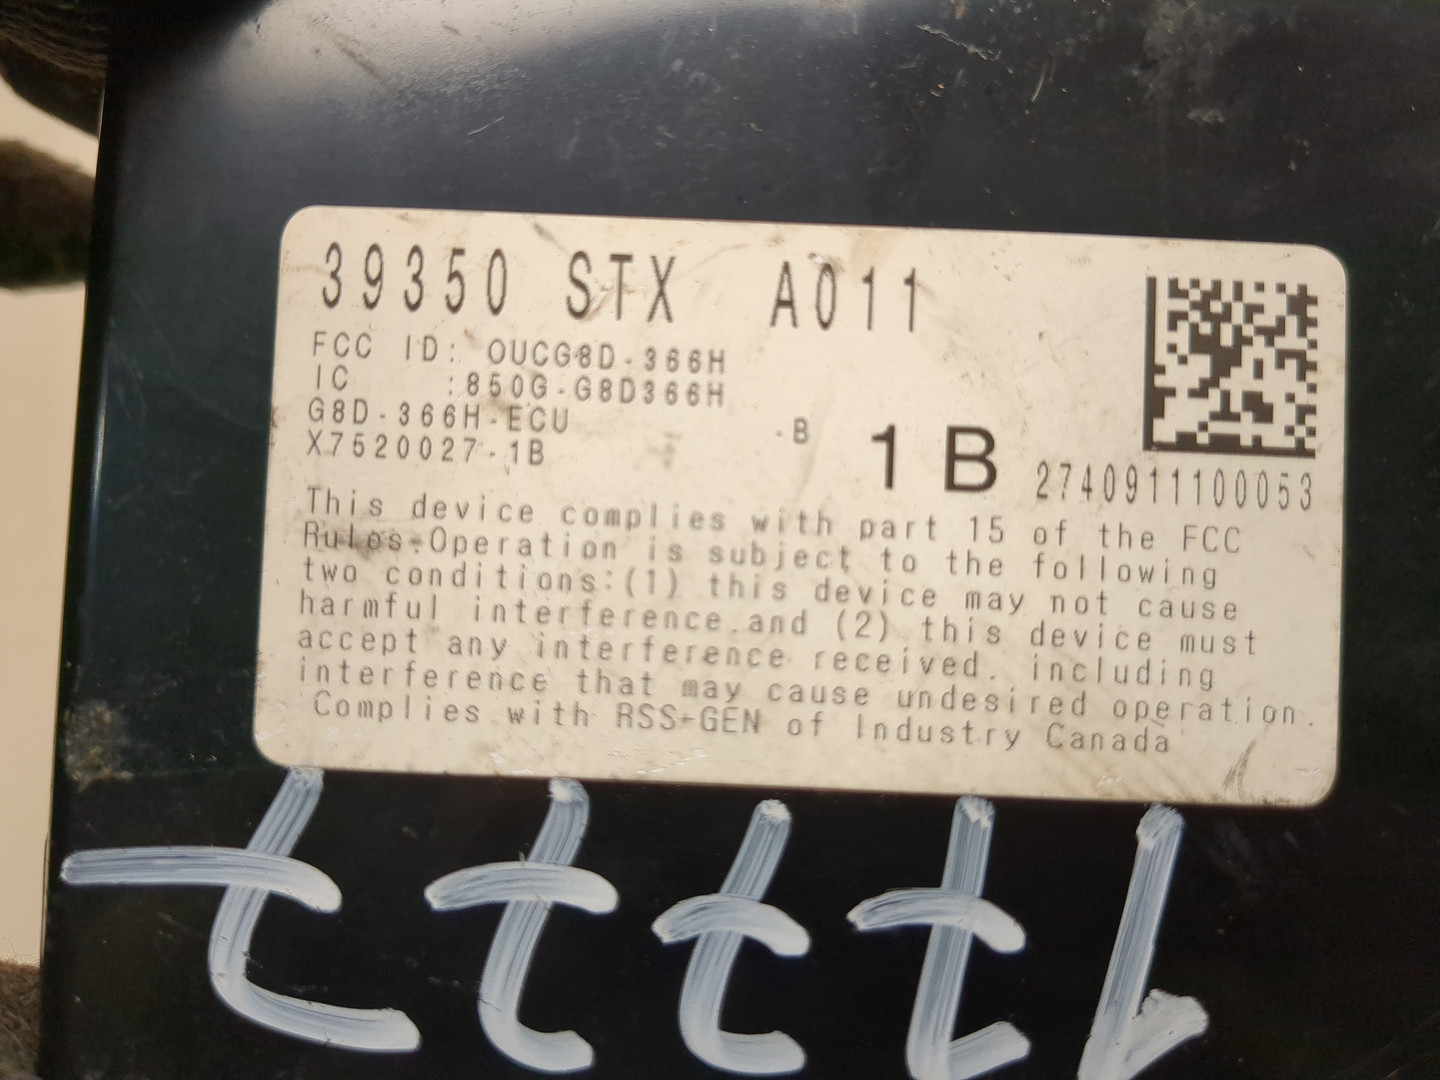 39350 STX A011
FCC ID: OUCG8D-366H
IC :850G-G8D366H
G8D-366H-ECU
X7520027-1B
-B
1B
2740911100053
This device complies with part 15 of the FCC
Rules.Operation is subject to the following
two conditions:(1) this device may not cause
harmful interference.and (2) this device must
accept any interference received. including
interference that may cause undesired operation.
Complies with RSS-GEN of Industry Canada